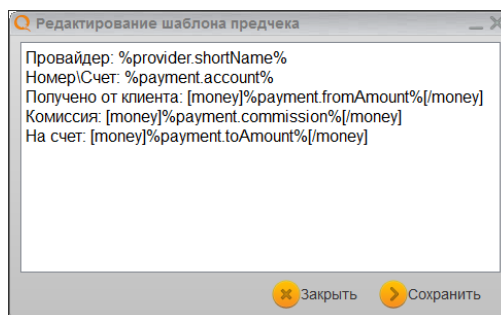 Редактирование шаблона предчека
Провайдер: %provider.shortName%
Номер\Счет: %payment.account%
Получено от клиента: [money]%payment.fromAmount%[/money]
Комиссия: [money]%payment.commission%[/money]
На счет: [money]%payment.toAmount%[/money]
Закрыть
Сохранить